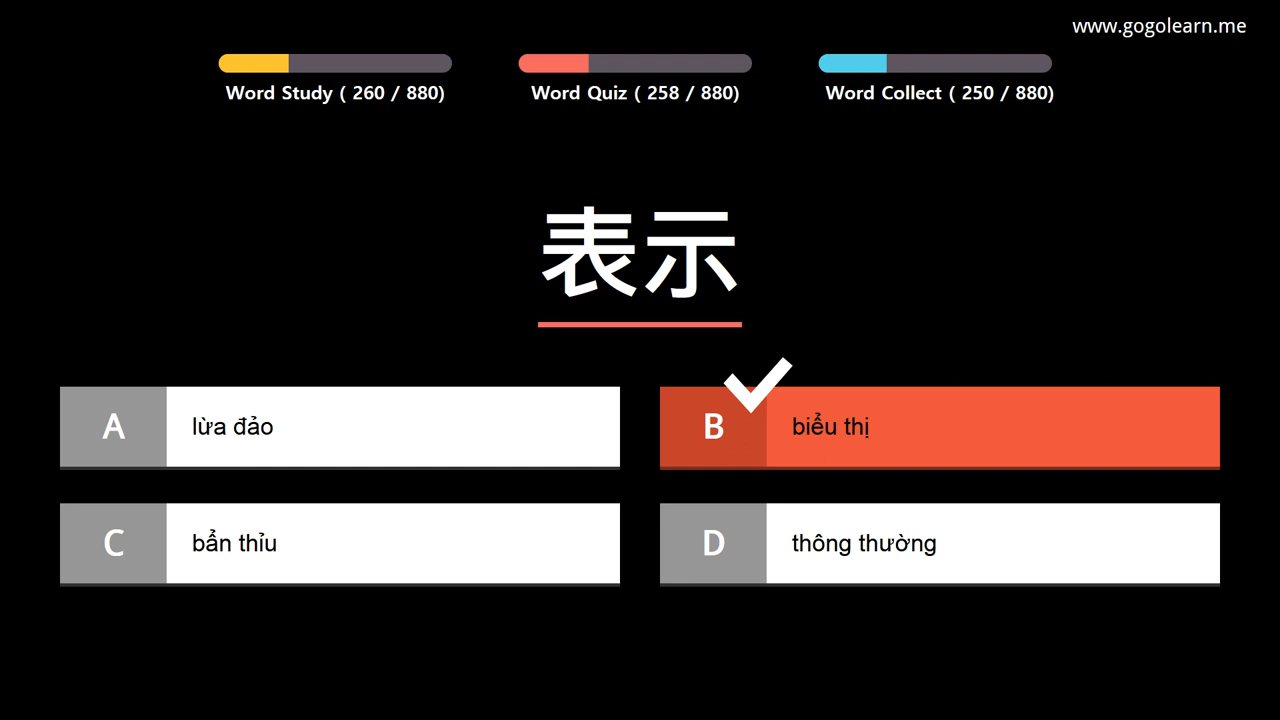 www.gogolearn.me
Word Study ( 260 / 880)
Word Quiz ( 258 / 880)
Word Collect ( 250 / 880)
表示
A lừa đảo
B biểu thị
C bẩn thỉu
D thông thường